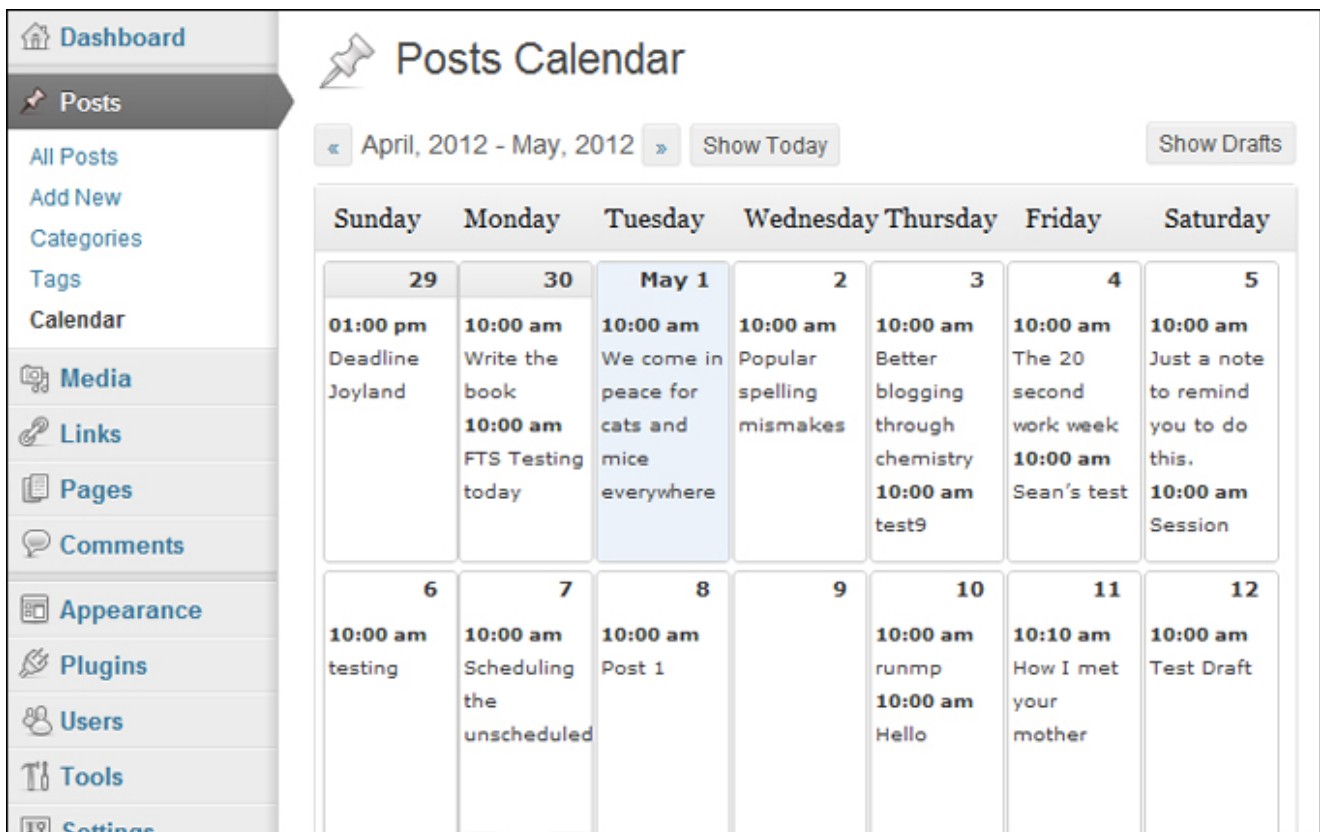 Dashboard
Posts
All Posts
Add New
Categories
Tags
Calendar
Media
Links
Pages
Comments
Appearance
Plugins
Users
Tools
Settings
Posts Calendar
« April, 2012 - May, 2012 » Show Today Show Drafts
Sunday Monday Tuesday Wednesday Thursday Friday Saturday
29
01:00 pm
Deadline
Joyland
30
10:00 am
Write the
book
10:00 am
FTS Testing
today
May 1
10:00 am
We come in
peace for
cats and
mice
everywhere
2
10:00 am
Popular
spelling
mismakes
3
10:00 am
Better
blogging
through
chemistry
10:00 am
test9
4
10:00 am
The 20
second
work week
10:00 am
Sean's test
5
10:00 am
Just a note
to remind
you to do
this.
10:00 am
Session
6
10:00 am
testing
7
10:00 am
Scheduling
the
unscheduled
8
10:00 am
Post 1
9
10
10:00 am
runmp
10:00 am
Hello
11
10:10 am
How I met
your
mother
12
10:00 am
Test Draft